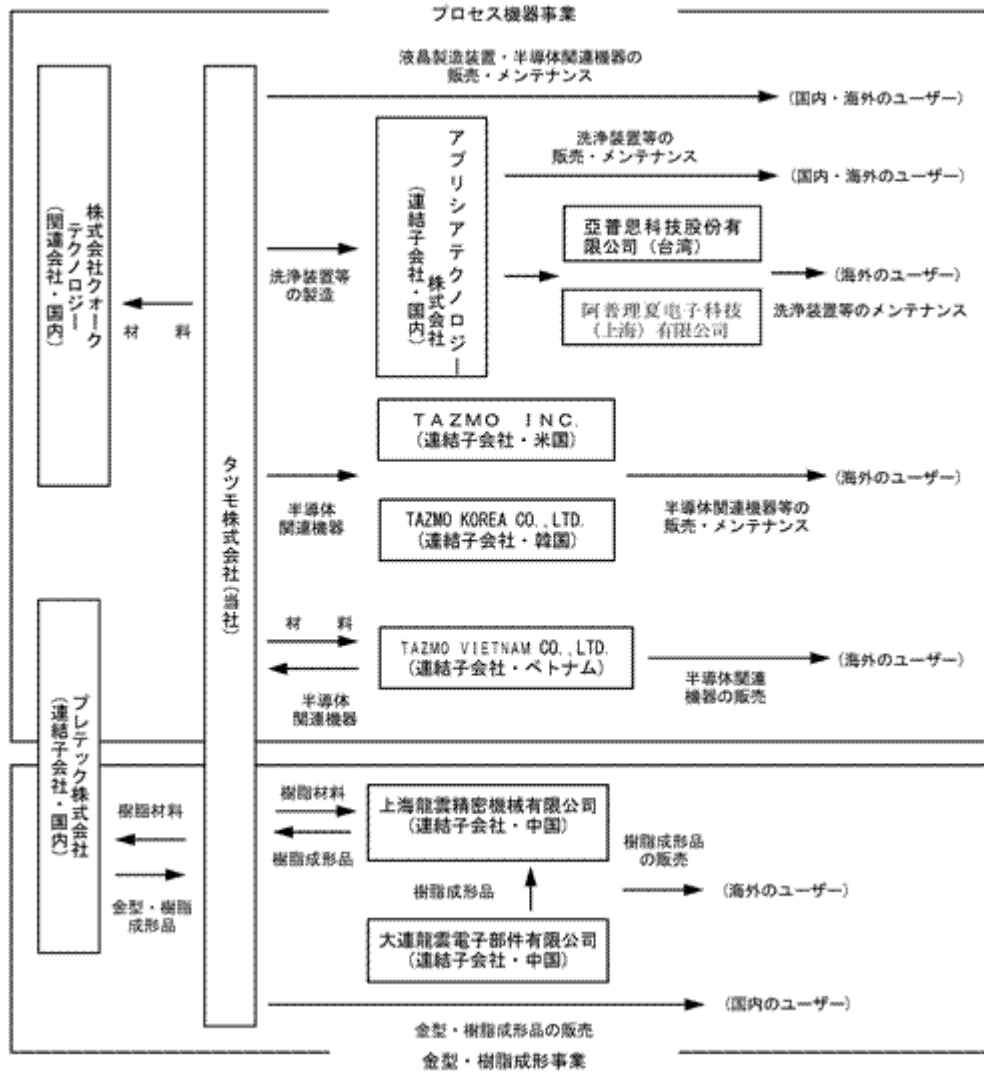 プロセス機器事業
液晶製造装置・半導体関連機器の
販売・メンテナンス
(国内・海外のユーザー)
株式会社クォーク
テクノロジー
(関連会社・国内)
材　料
タツモ株式会社(当社)
洗浄装置等
の製造
アプリシアテクノロジー
株式会社
(連結子会社・国内)
洗浄装置等の
販売・メンテナンス
(国内・海外のユーザー)
亞普恩科技股份有
限公司（台湾）
阿普理夏电子科技
（上海）有限公司
(海外のユーザー)
洗浄装置等のメンテナンス
半導体
関連機器
TAZMO INC.
(連結子会社・米国)
TAZMO KOREA CO.,LTD.
(連結子会社・韓国)
(海外のユーザー)
半導体関連機器等の
販売・メンテナンス
材　料
半導体
関連機器
TAZMO VIETNAM CO.,LTD.
(連結子会社・ベトナム)
(海外のユーザー)
半導体関連
機器の販売
プレテック株式会社
(連結子会社・国内)
樹脂材料
金型・樹脂
成形品
樹脂材料
樹脂成形品
上海龍雲精密機械有限公司
(連結子会社・中国)
樹脂成形品
樹脂成形品
の販売
(海外のユーザー)
大連龍雲電子部件有限公司
(連結子会社・中国)
(国内のユーザー)
金型・樹脂成形品の販売
金型・樹脂成形事業